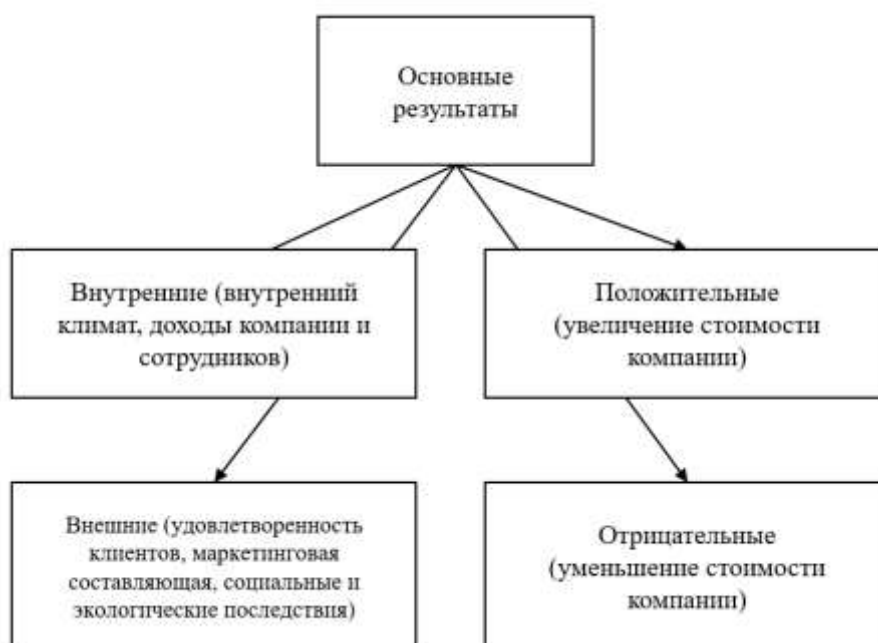 Основные
результаты
Внутренние (внутренний
климат, доходы компании и
сотрудников)
Положительные
(увеличение стоимости
компании)
Внешние (удовлетворенность
клиентов, маркетинговая
составляющая, социальные и
экологические последствия)
Отрицательные
(уменьшение стоимости
компании)